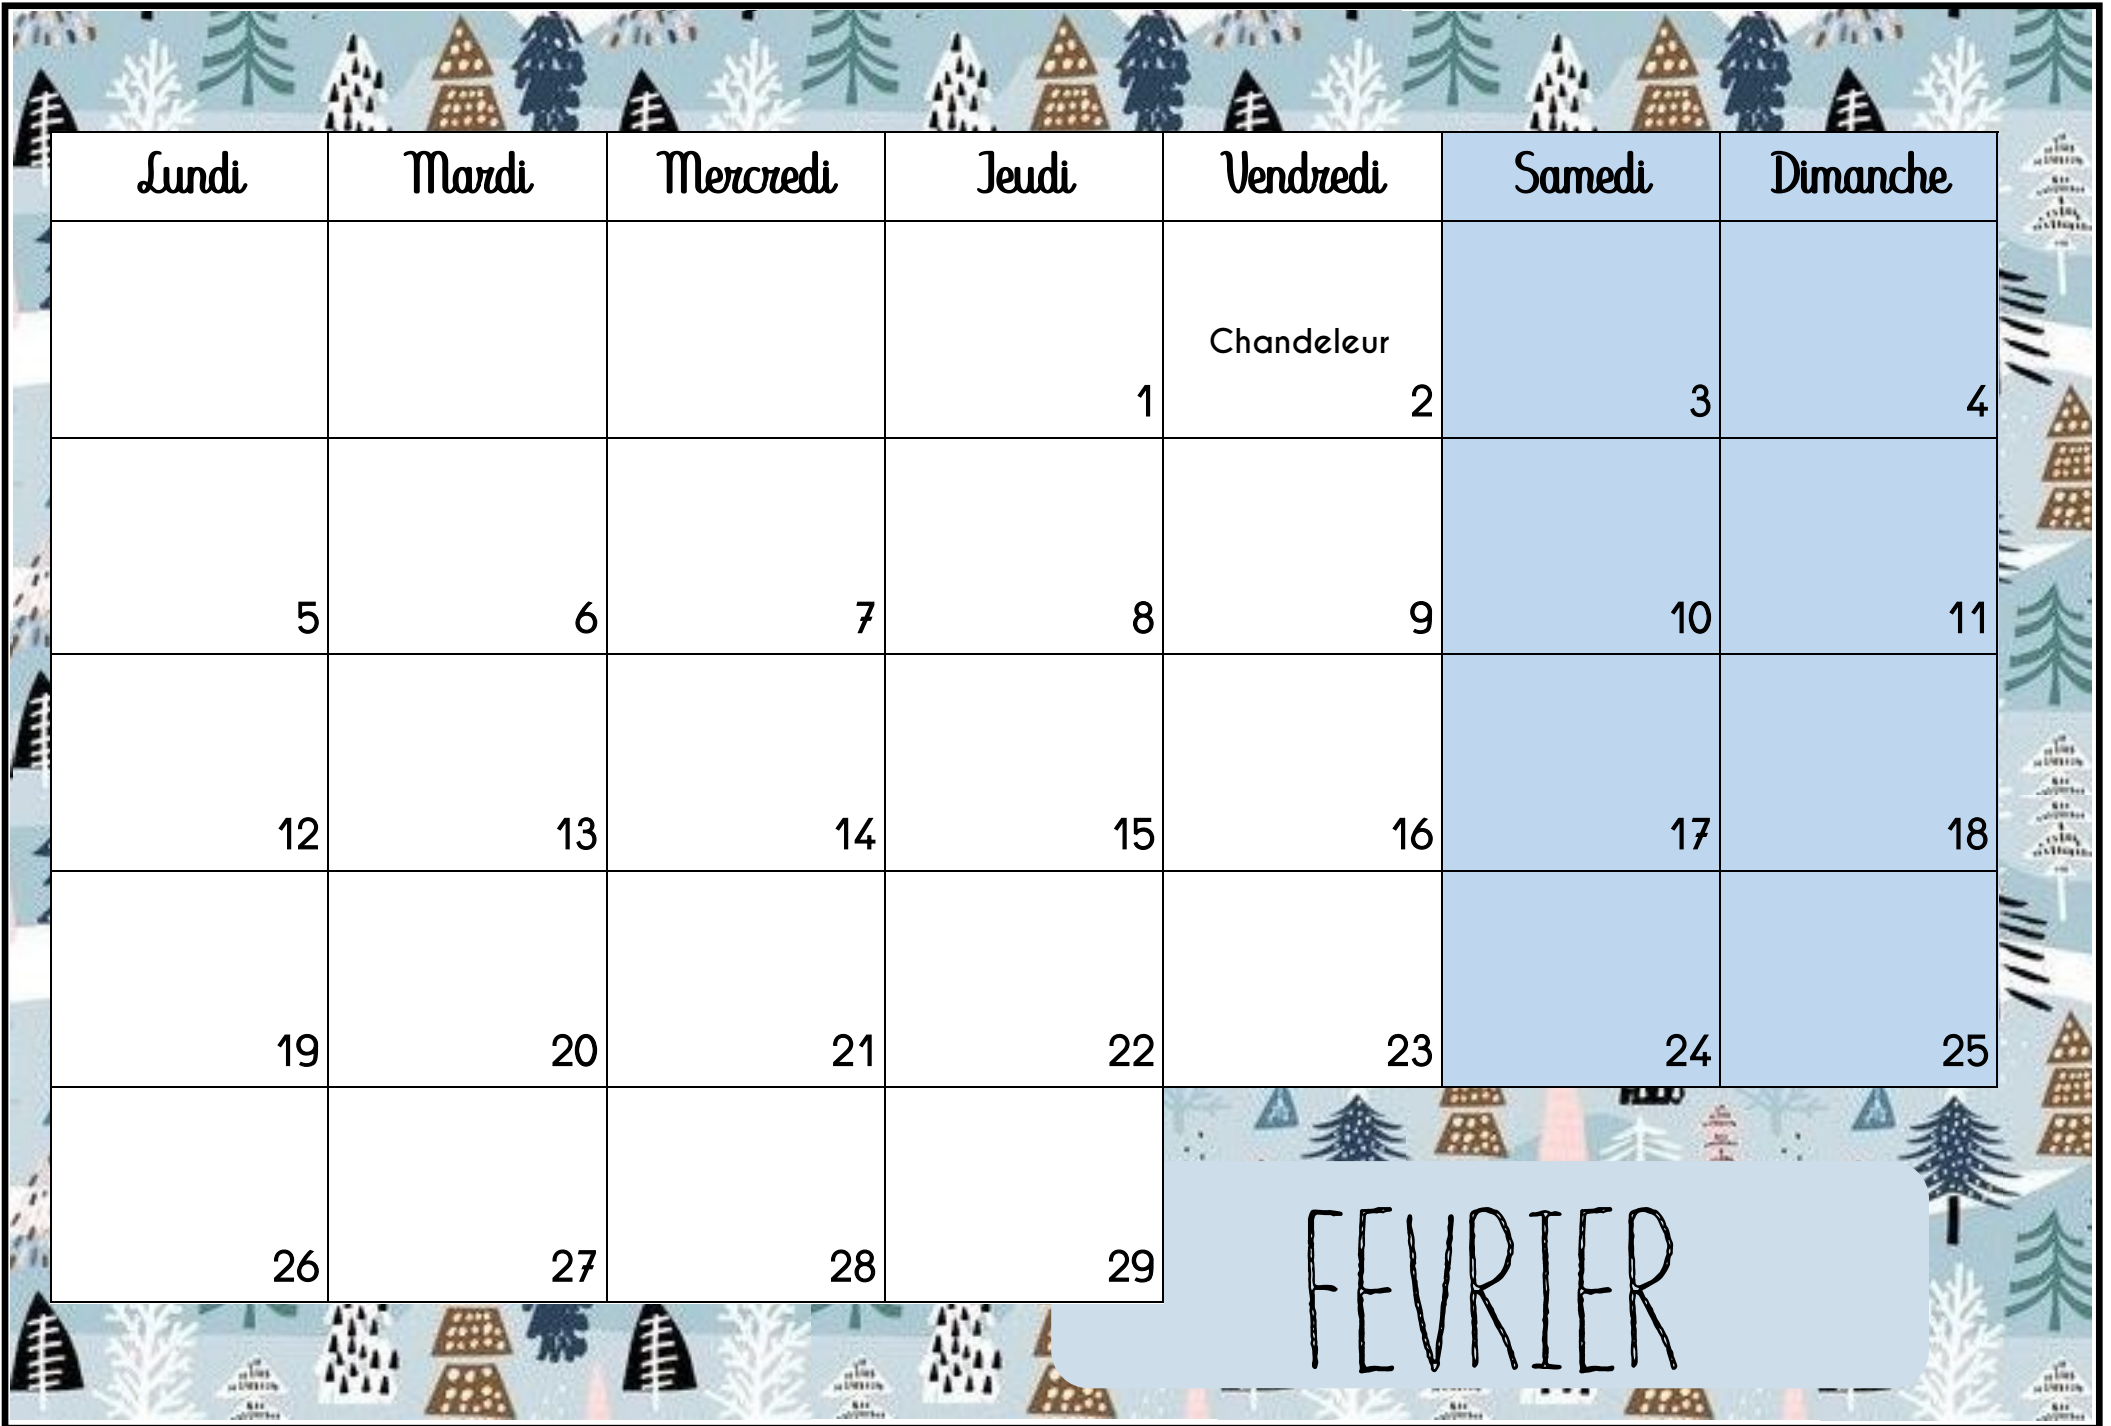 Lundi Mardi Mercredi Jeudi Vendredi Samedi Dimanche
Chandeleur
1 2 3 4
5 6 7 8 9 10 11
12 13 14 15 16 17 18
19 20 21 22 23 24 25
26 27 28 29
FEVRIER